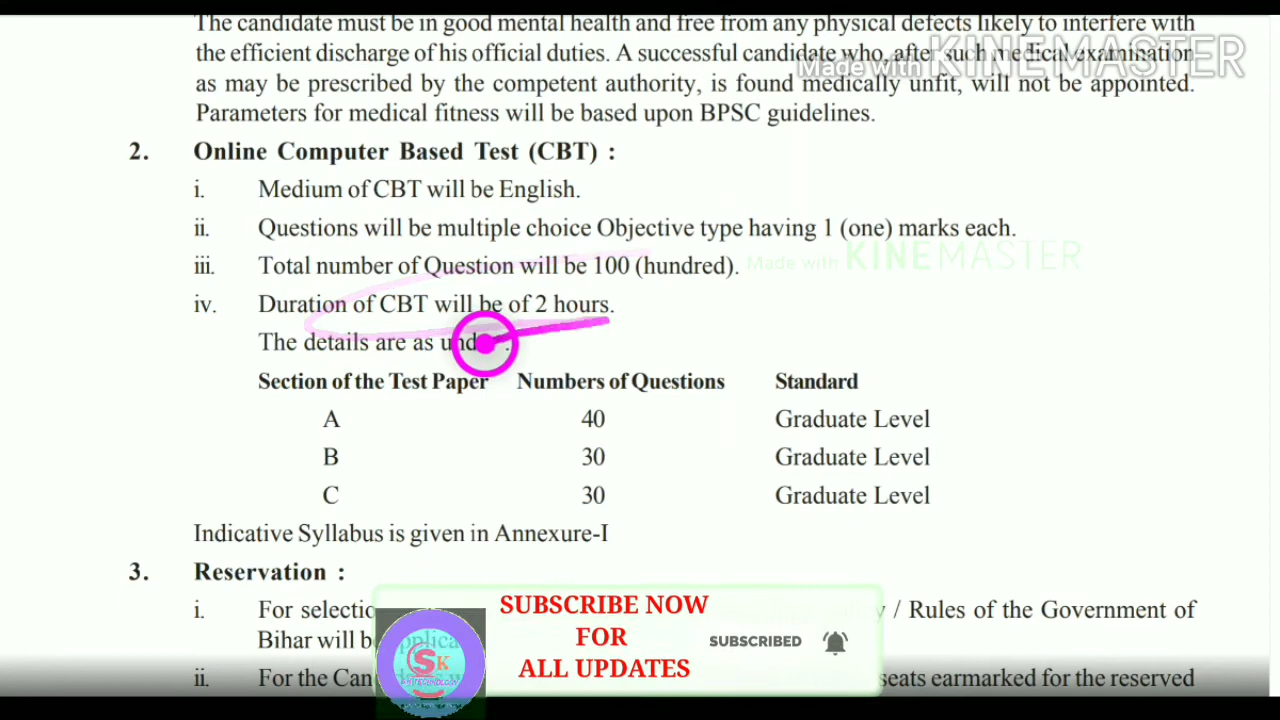 The candidate must be in good mental health and free from any physical defects likely to interfere with
the efficient discharge of his official duties. A successful candidate who, after such medical examination
Made with KINEMASTER
as may be prescribed by the competent authority, is found medically unfit, will not be appointed.
Parameters for medical fitness will be based upon BPSC guidelines.
2. Online Computer Based Test (CBT) :
i. Medium of CBT will be English.
ii. Questions will be multiple choice Objective type having 1 (one) marks each.
iii. Total number of Question will be 100 (hundred).
Made with KINEMASTER
iv. Duration of CBT will be of 2 hours.
The details are as
Section of the Test Paper Numbers of Questions Standard
A 40 Graduate Level
B 30 Graduate Level
C 30 Graduate Level
Indicative Syllabus is given in Annexure-I
3. Reservation :
i. For / Rules of the Government of
Bihar will
ii. For the seats earmarked for the reserved
SUBSCRIBE NOW
FOR
ALL UPDATES
SUBSCRIBED
SK